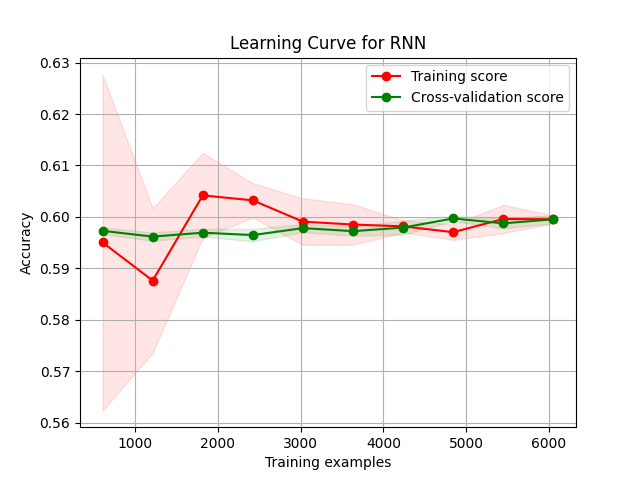 Learning Curve for RNN
Training score
Cross-validation score
0.63
0.62
0.61
0.60
0.59
0.58
0.57
0.56
Accuracy
1000 2000 3000 4000 5000 6000
Training examples